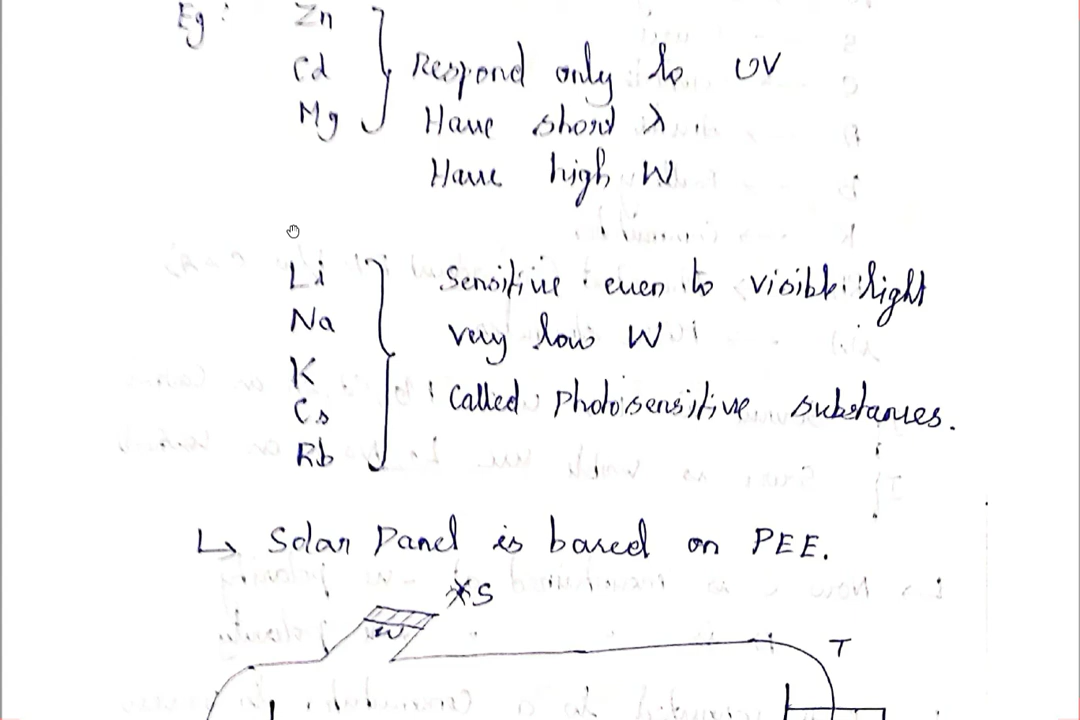 Eg : Zn
Cd
Mg
Respond only to UV
Have short λ.
Have high W
Li
Na
K
Cs
Rb
Sensitive even to visible light
very low W
Called photosensitive substances.
↳ Solar Panel is based on PEE.
S
W
T